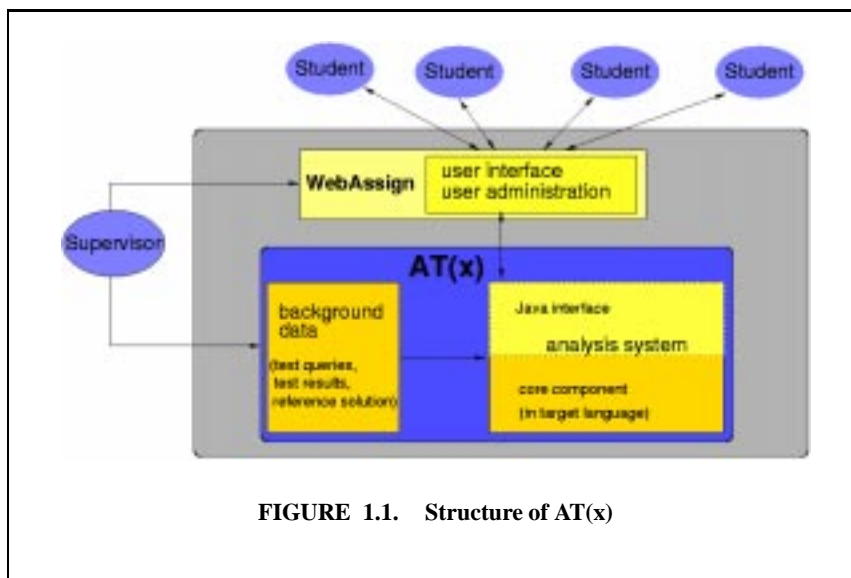 Student
Student
Student
Student
WebAssign
user interface
user administration
Supervisor
AT(x)
background
data
(test queries,
test results,
reference solution)
Java interface
analysis system
core component
(in target language)
FIGURE 1.1. Structure of AT(x)